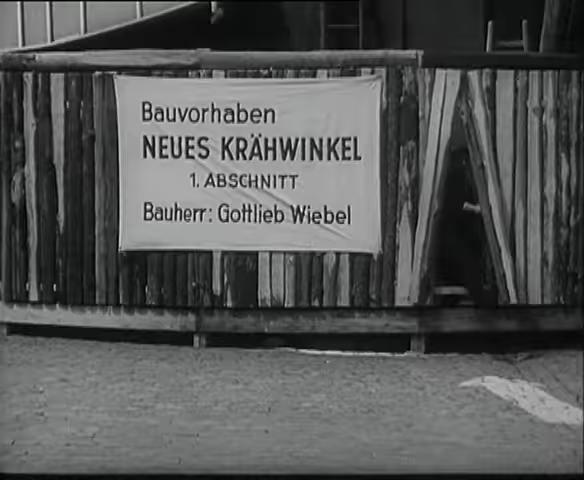 Bauvorhaben
NEUES KRÄHWINKEL
1. ABSCHNITT
Bauherr: Gottlieb Wiebel